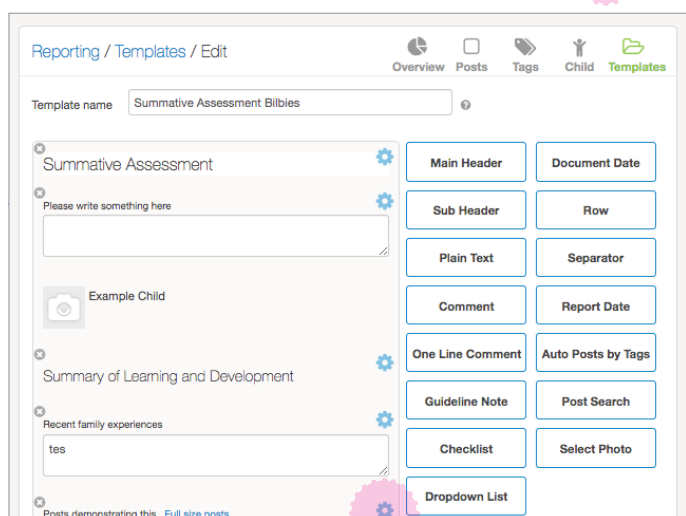 Reporting / Templates / Edit
Overview Posts Tags Child Templates
Template name Summative Assessment Bilbies
Summative Assessment
Please write something here
Example Child
Summary of Learning and Development
Recent family experiences
tes
Posts demonstrating this Full size posts
Main Header Document Date
Sub Header Row
Plain Text Separator
Comment Report Date
One Line Comment Auto Posts by Tags
Guideline Note Post Search
Checklist Select Photo
Dropdown List